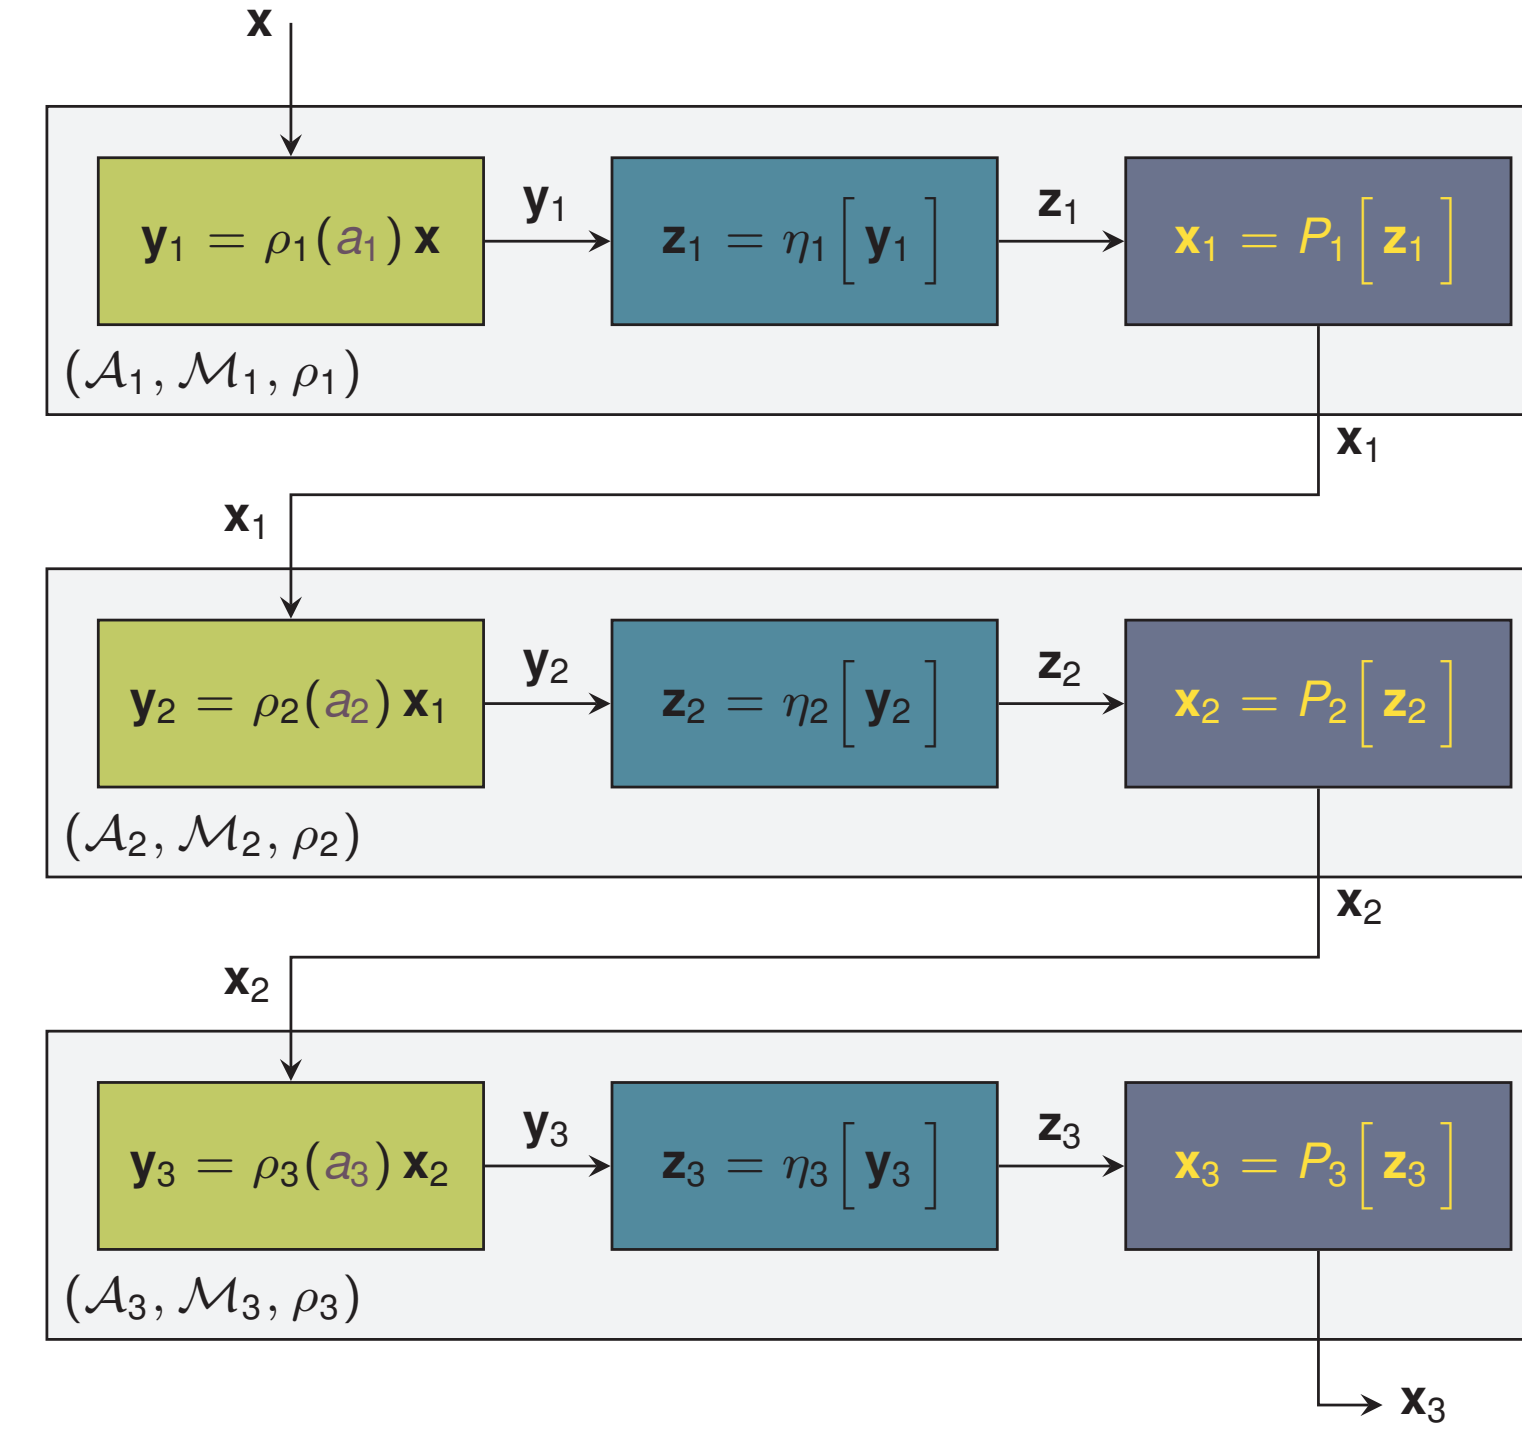 x
y₁ = ρ₁(a₁) x
y₁
z₁ = η₁[y₁]
z₁
x₁ = P₁[z₁]
(𝒜₁, ℳ₁, ρ₁)
x₁
x₁
y₂ = ρ₂(a₂) x₁
y₂
z₂ = η₂[y₂]
z₂
x₂ = P₂[z₂]
(𝒜₂, ℳ₂, ρ₂)
x₂
x₂
y₃ = ρ₃(a₃) x₂
y₃
z₃ = η₃[y₃]
z₃
x₃ = P₃[z₃]
(𝒜₃, ℳ₃, ρ₃)
x₃